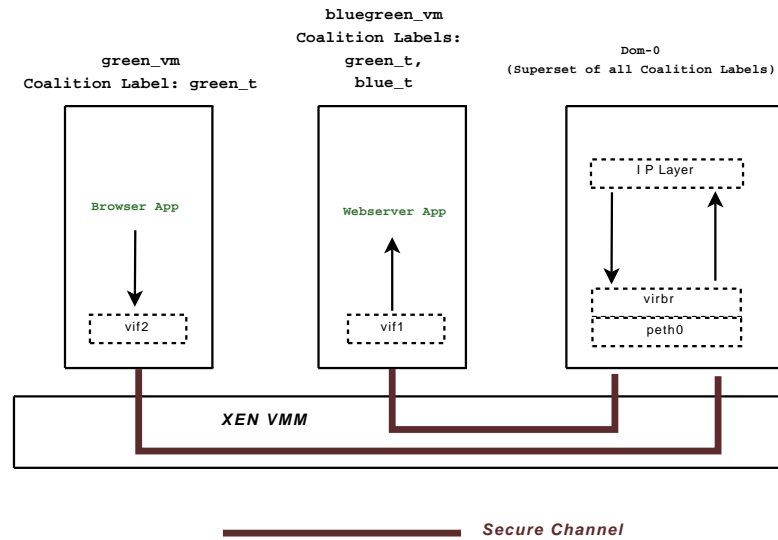 green_vm
Coalition Label: green_t
bluegreen_vm
Coalition Labels:
green_t,
blue_t
Dom-0
(Superset of all Coalition Labels)
Browser App
vif2
Webserver App
vif1
I P Layer
virbr
peth0
XEN VMM
Secure Channel